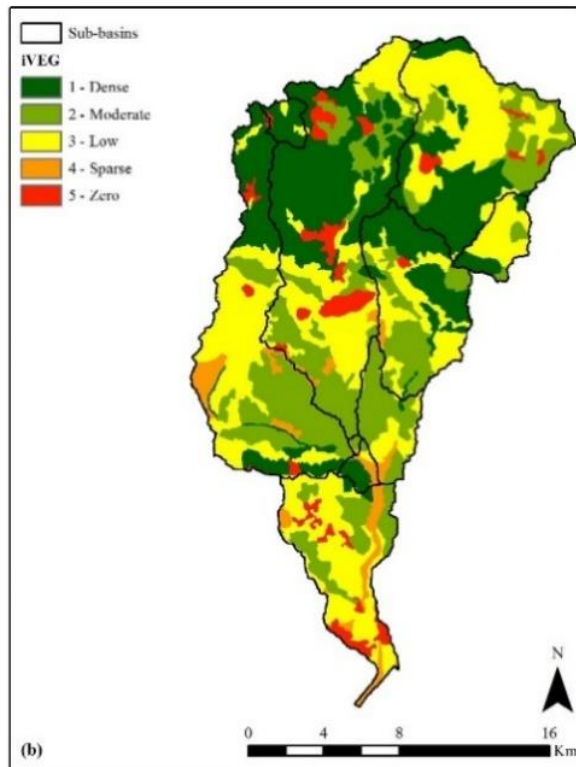 Sub-basins
iVEG
1 - Dense
2 - Moderate
3 - Low
4 - Sparse
5 - Zero
N
(b)
0 4 8 16
Km